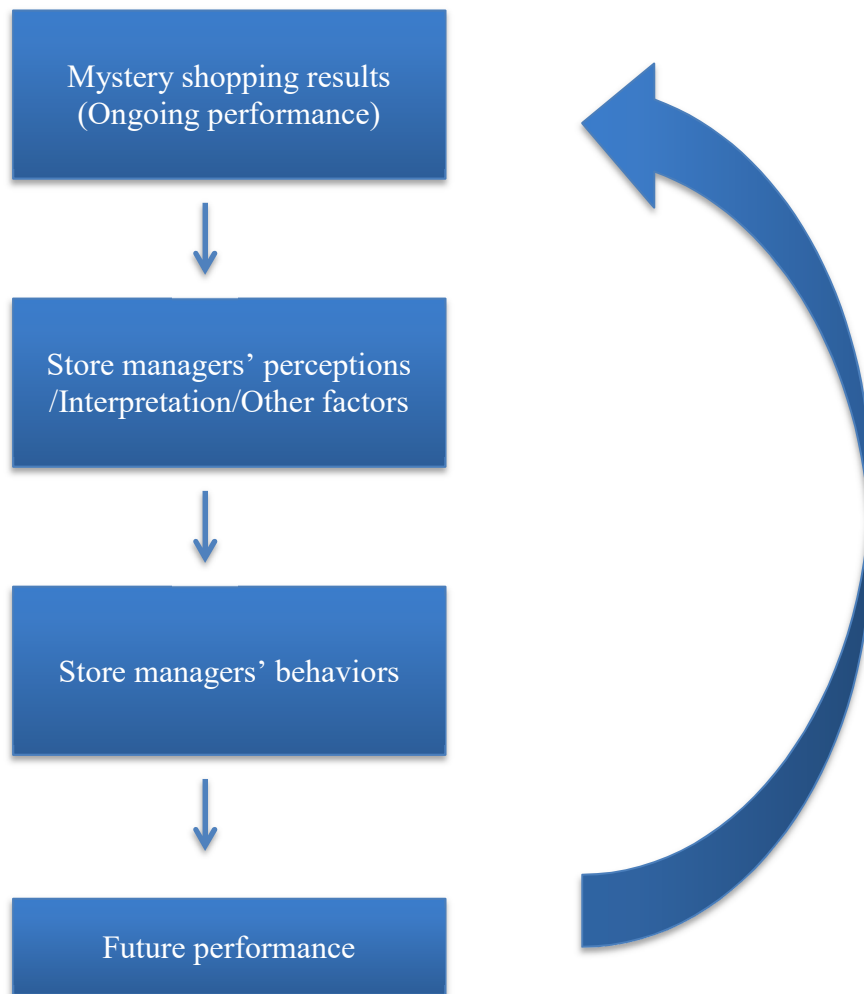 Mystery shopping results
(Ongoing performance)
Store managers’ perceptions
/Interpretation/Other factors
Store managers’ behaviors
Future performance